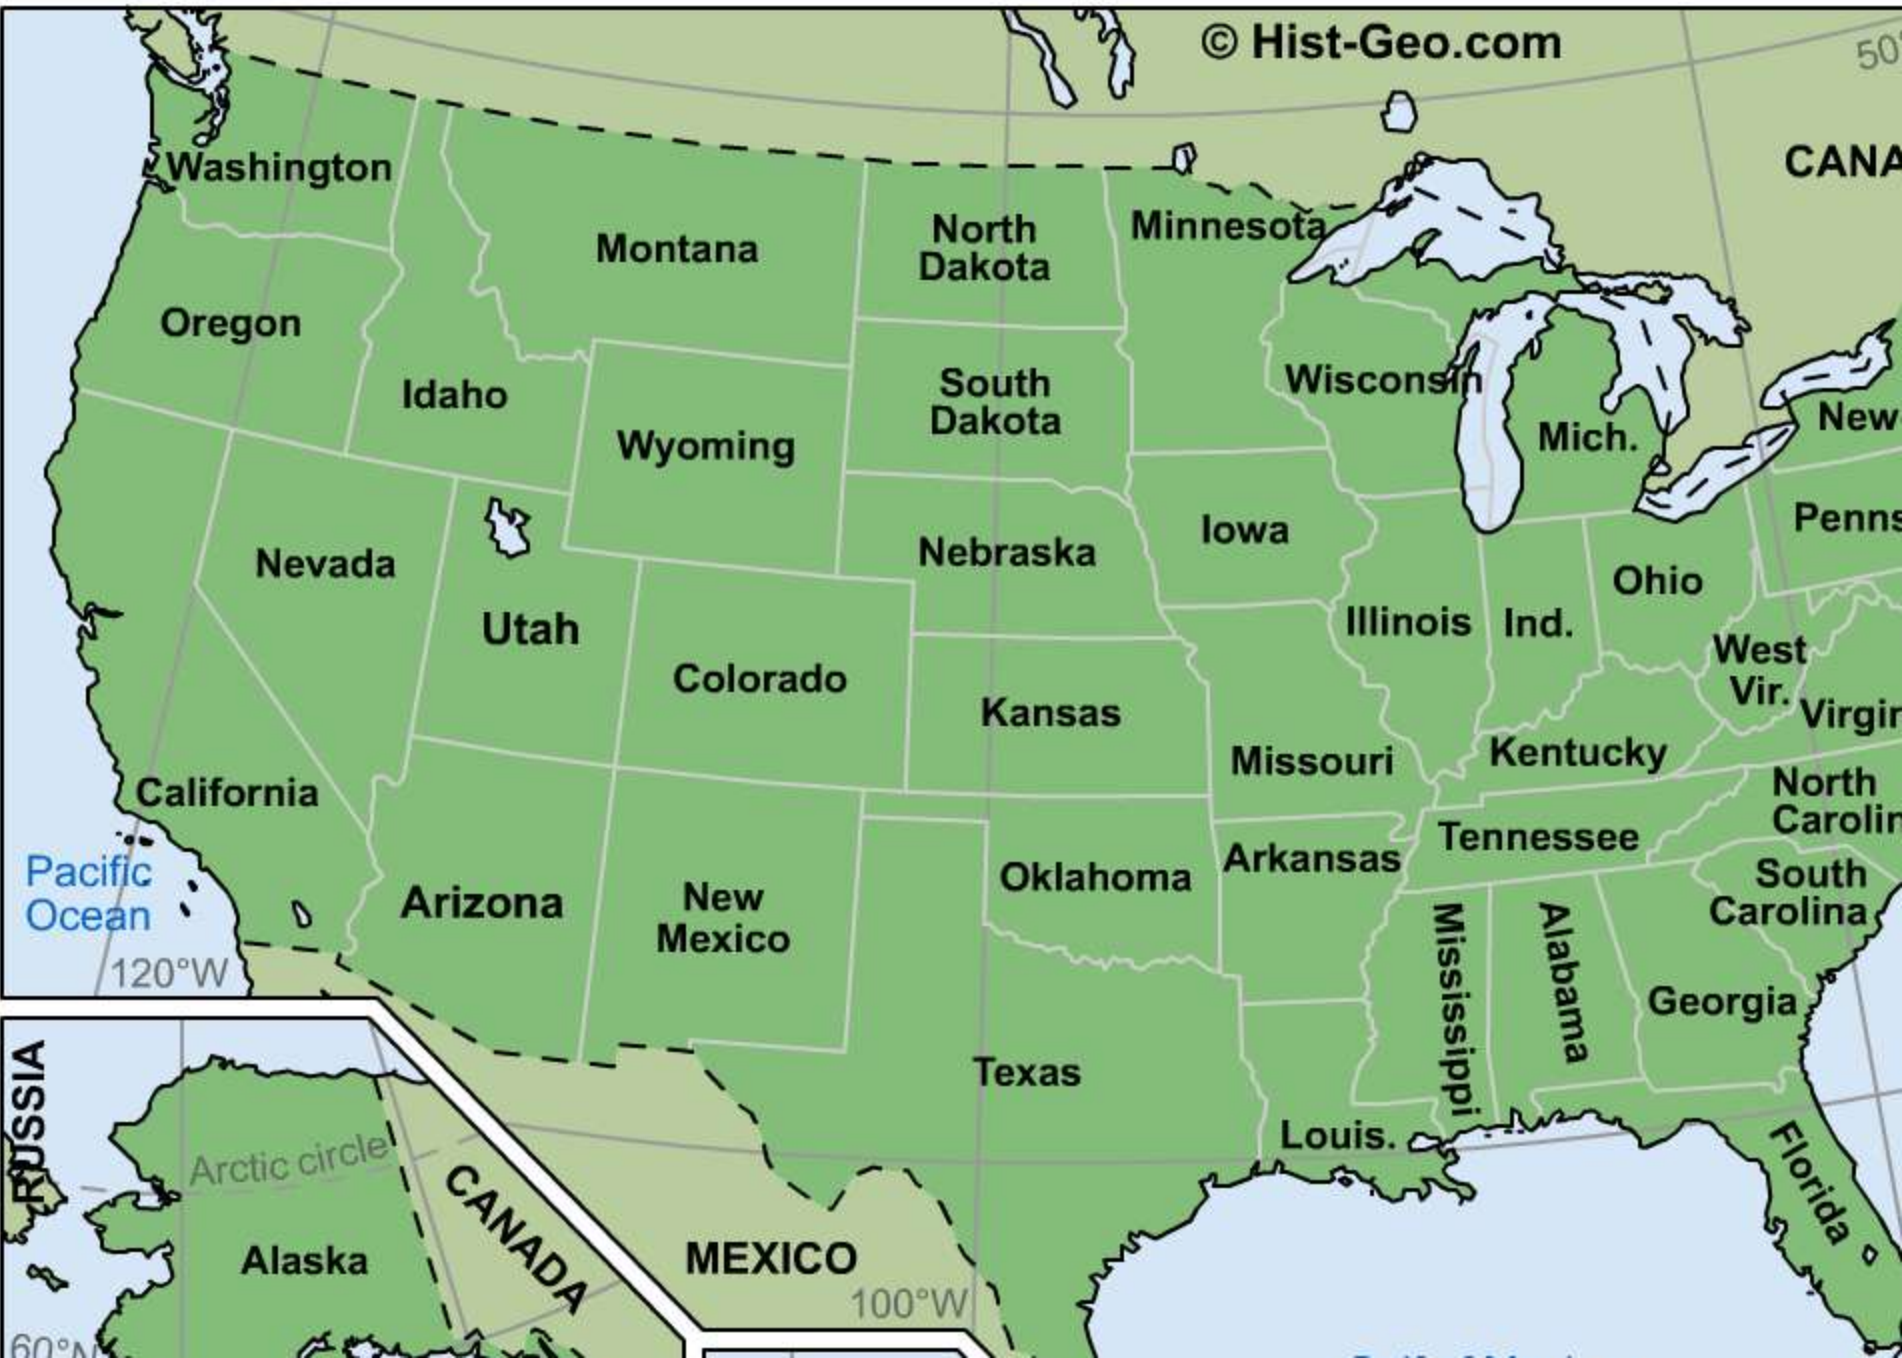 © Hist-Geo.com
50°
CANA
Washington
Montana
North
Dakota
Minnesota
Oregon
Idaho
South
Dakota
Wisconsin
Wyoming
Mich.
New
Penns
Nevada
Nebraska
Iowa
Ohio
Utah
Illinois
Ind.
West
Vir.
Colorado
Kansas
Virgin
Missouri
Kentucky
California
North
Carolin
Tennessee
Pacific
Ocean
Arkansas
Arizona
New
Mexico
Oklahoma
South
Carolina
Mississippi
Alabama
Georgia
120°W
RUSSIA
Texas
Louis.
Florida
Arctic circle
CANADA
Alaska
MEXICO
100°W
60°N